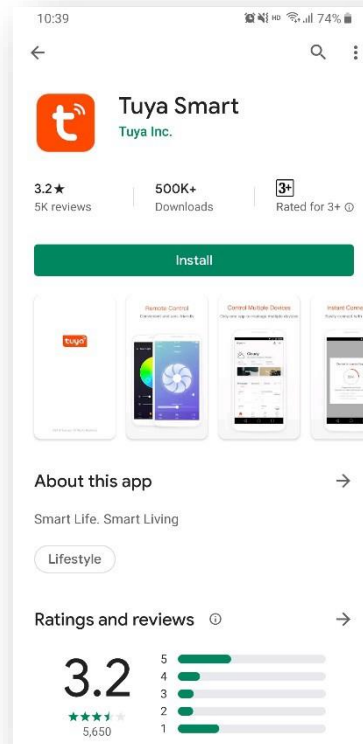 10:39 HD 74%
Tuya Smart
Tuya Inc.
3.2★ 500K+ 3+
5K reviews Downloads Rated for 3+
Install
tuya
Remote Control
Control Multiple Devices
Instant
About this app
Smart Life. Smart Living
Lifestyle
Ratings and reviews
3.2
5,650
5
4
3
2
1